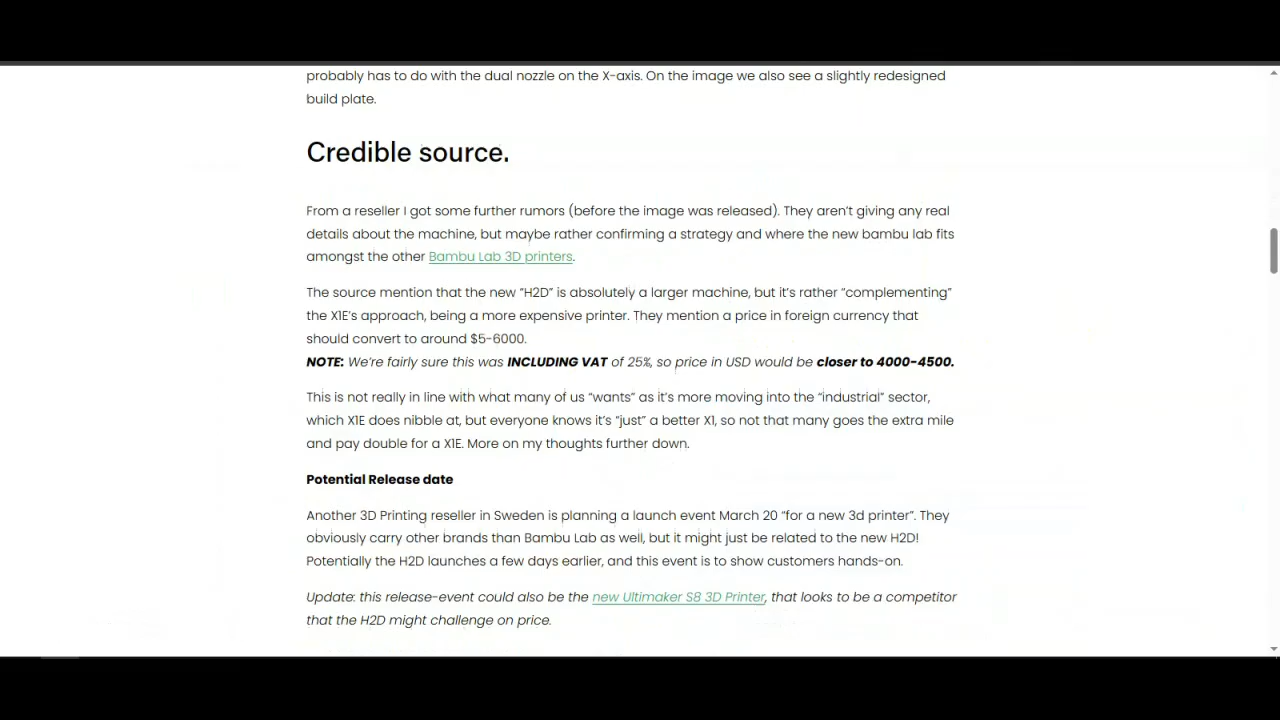 probably has to do with the dual nozzle on the X-axis. On the image we also see a slightly redesigned
build plate.
Credible source.
From a reseller I got some further rumors (before the image was released). They aren't giving any real
details about the machine, but maybe rather confirming a strategy and where the new bambu lab fits
amongst the other Bambu Lab 3D printers.
The source mention that the new "H2D" is absolutely a larger machine, but it's rather "complementing"
the X1E's approach, being a more expensive printer. They mention a price in foreign currency that
should convert to around $5-6000.
NOTE: We're fairly sure this was INCLUDING VAT of 25%, so price in USD would be closer to 4000-4500.
This is not really in line with what many of us "wants" as it's more moving into the "industrial" sector,
which X1E does nibble at, but everyone knows it's "just" a better X1, so not that many goes the extra mile
and pay double for a X1E. More on my thoughts further down.
Potential Release date
Another 3D Printing reseller in Sweden is planning a launch event March 20 "for a new 3d printer". They
obviously carry other brands than Bambu Lab as well, but it might just be related to the new H2D!
Potentially the H2D launches a few days earlier, and this event is to show customers hands-on.
Update: this release-event could also be the new Ultimaker S8 3D Printer, that looks to be a competitor
that the H2D might challenge on price.